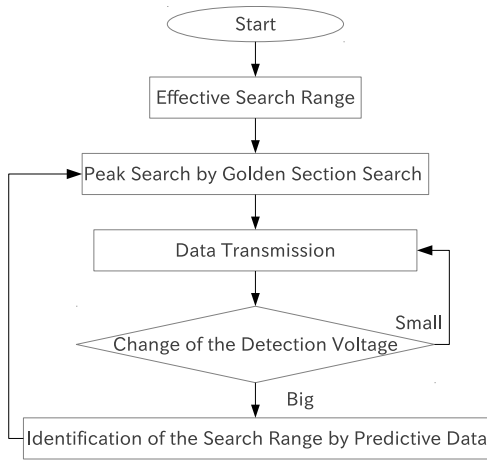 Start
Effective Search Range
Peak Search by Golden Section Search
Data Transmission
Small
Change of the Detection Voltage
Big
Identification of the Search Range by Predictive Data